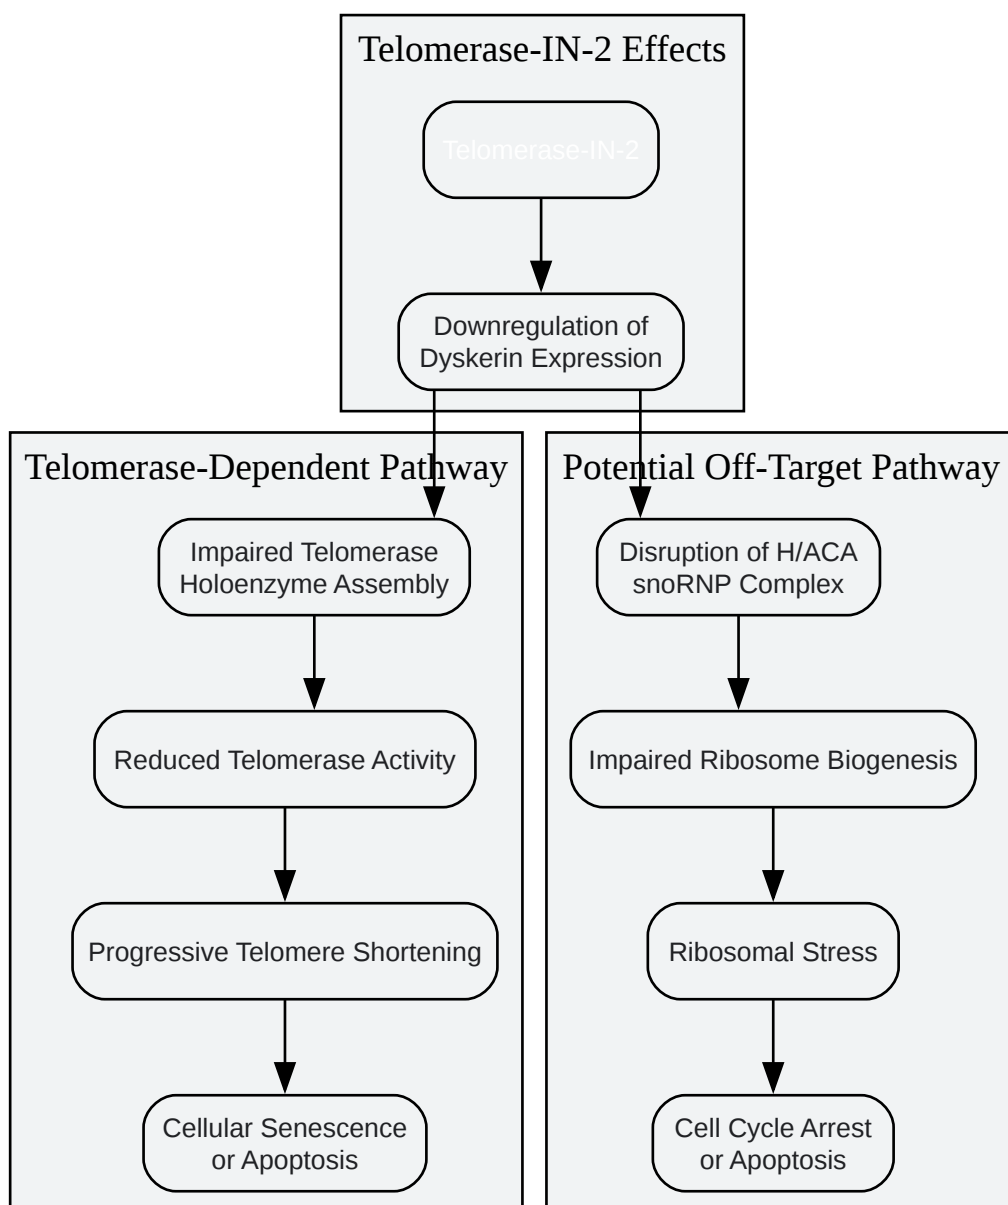 Telomerase-IN-2 Effects
Telomerase-IN-2
Downregulation of
Dyskerin Expression
Telomerase-Dependent Pathway
Impaired Telomerase
Holoenzyme Assembly
Reduced Telomerase Activity
Progressive Telomere Shortening
Cellular Senescence
or Apoptosis
Potential Off-Target Pathway
Disruption of H/ACA
snoRNP Complex
Impaired Ribosome Biogenesis
Ribosomal Stress
Cell Cycle Arrest
or Apoptosis